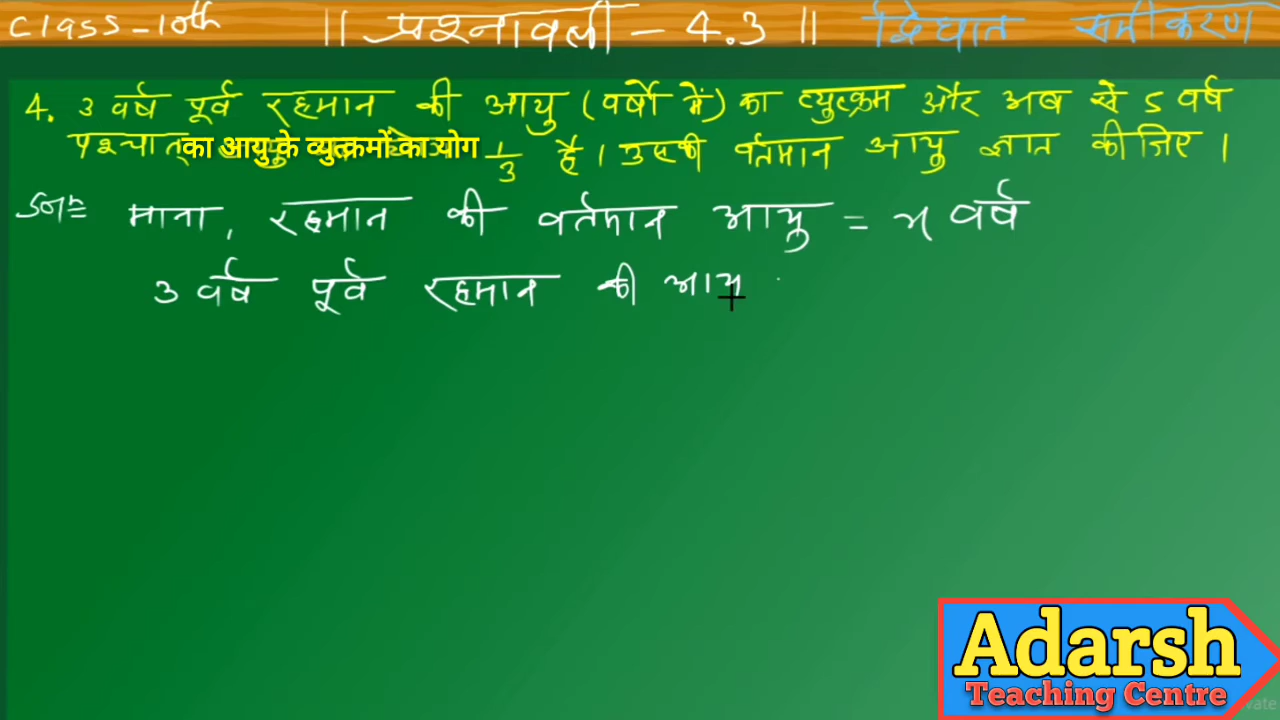 Class-10th || प्रश्नावली - 4.3 || द्विघात समीकरण
4. 3 वर्ष पूर्व रहमान की आयु (वर्षो में) का व्युत्क्रम और अब से 5 वर्ष
पश्चात् का आयु के व्युत्क्रमों का योग 1/3 है। उसकी वर्तमान आयु ज्ञात कीजिए।
माना, रहमान की वर्तमान आयु = x वर्ष
3 वर्ष पूर्व रहमान की आयु
Adarsh
Teaching Centre